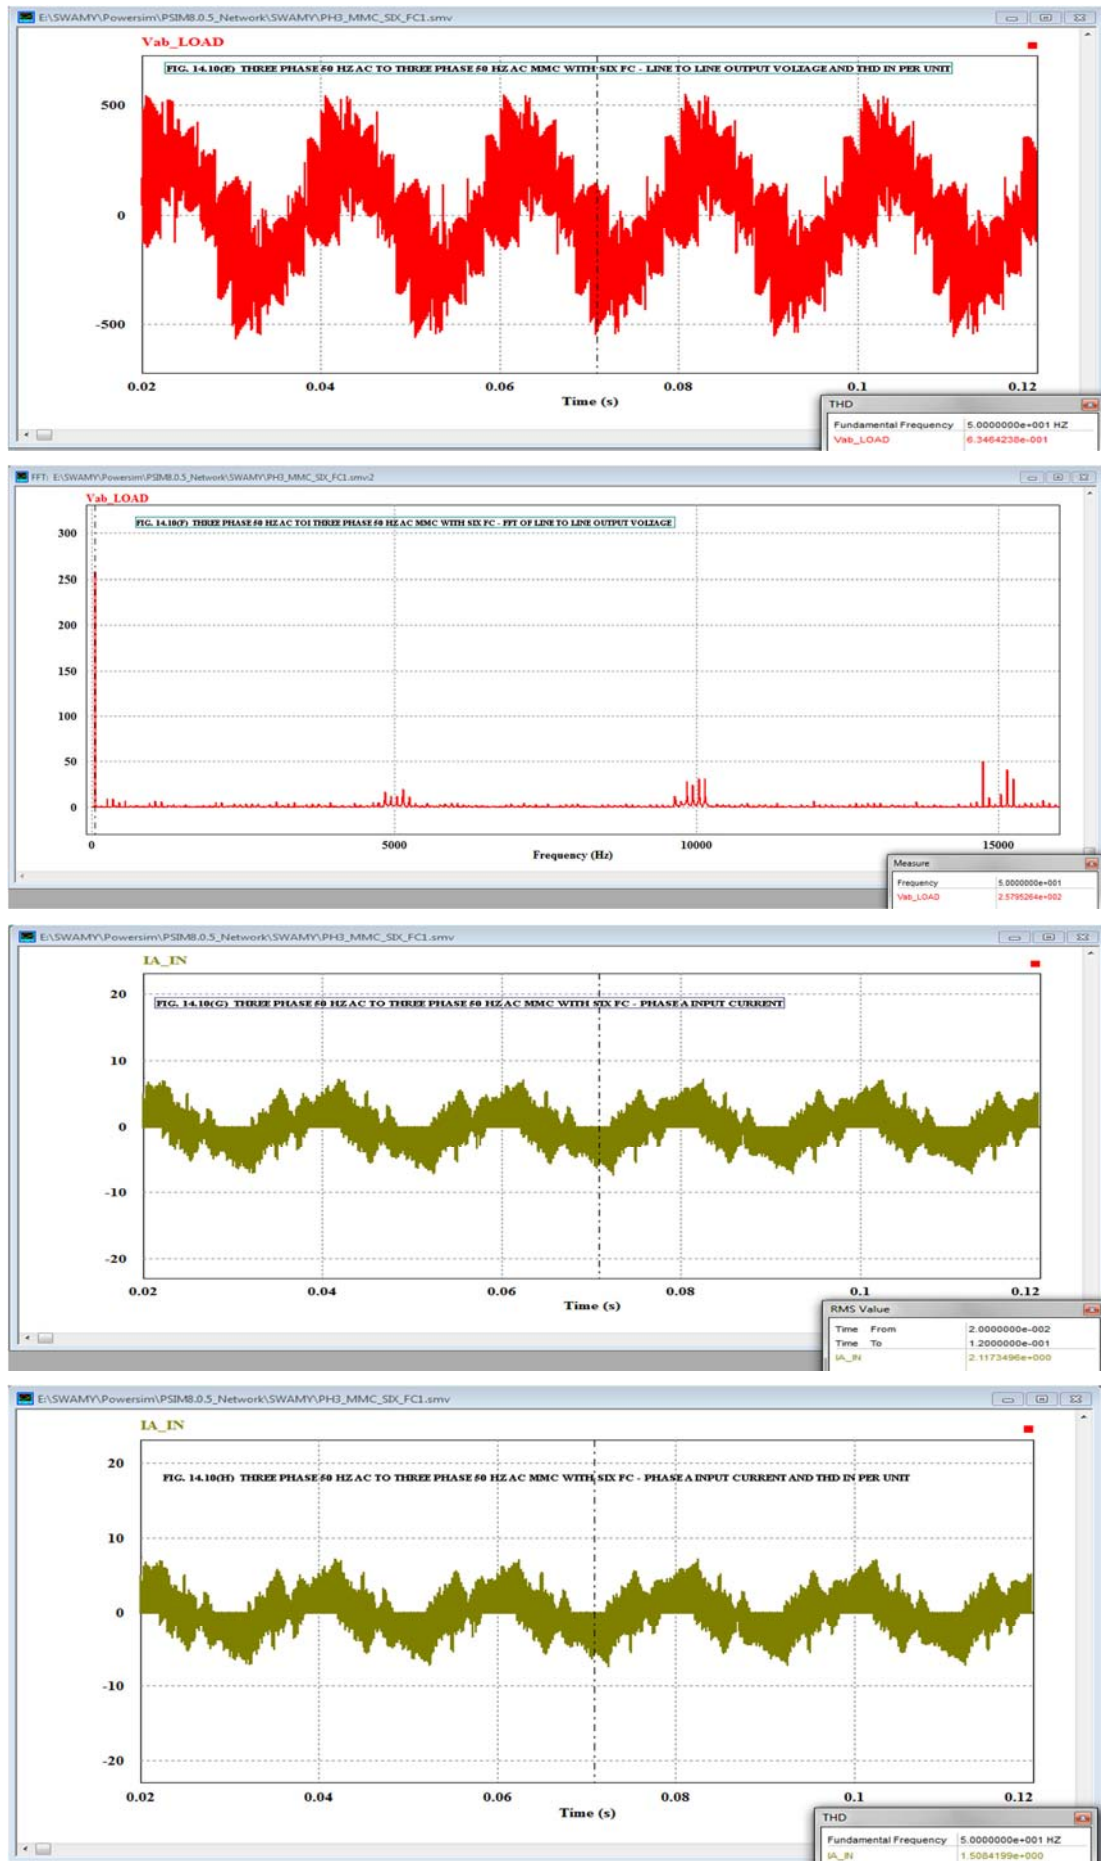 E:\SWAMY\Powersim\PSIM8.0.5_Network\SWAMY\PH3_MMC_SIX_FC1.smv
Vab_LOAD
FIG. 14.10(E) THREE PHASE 50 HZ AC TO THREE PHASE 50 HZ AC MMC WITH SIX FC - LINE TO LINE OUTPUT VOLTAGE AND THD IN PER UNIT
500
0
-500
0.02 0.04 0.06 0.08 0.1 0.12
Time (s)
THD
Fundamental Frequency 5.0000000e+001 HZ
Vab_LOAD 6.3464238e-001
FFT: E:\SWAMY\Powersim\PSIM8.0.5_Network\SWAMY\PH3_MMC_SIX_FC1.smv:2
Vab_LOAD
FIG. 14.10(F) THREE PHASE 50 HZ AC TOI THREE PHASE 50 HZ AC MMC WITH SIX FC - FFT OF LINE TO LINE OUTPUT VOLTAGE
300
250
200
150
100
50
0
0 5000 10000 15000
Frequency (Hz)
Measure
Frequency 5.0000000e+001
Vab_LOAD 2.5795264e+002
E:\SWAMY\Powersim\PSIM8.0.5_Network\SWAMY\PH3_MMC_SIX_FC1.smv
IA_IN
FIG. 14.10(G) THREE PHASE 50 HZ AC TO THREE PHASE 50 HZ AC MMC WITH SIX FC - PHASE A INPUT CURRENT
20
10
0
-10
-20
0.02 0.04 0.06 0.08 0.1 0.12
Time (s)
RMS Value
Time From 2.0000000e-002
Time To 1.2000000e-001
IA_IN 2.1173496e+000
E:\SWAMY\Powersim\PSIM8.0.5_Network\SWAMY\PH3_MMC_SIX_FC1.smv
IA_IN
FIG. 14.10(H) THREE PHASE 50 HZ AC TO THREE PHASE 50 HZ AC MMC WITH SIX FC - PHASE A INPUT CURRENT AND THD IN PER UNIT
20
10
0
-10
-20
0.02 0.04 0.06 0.08 0.1 0.12
Time (s)
THD
Fundamental Frequency 5.0000000e+001 HZ
IA_IN 1.5084199e+000